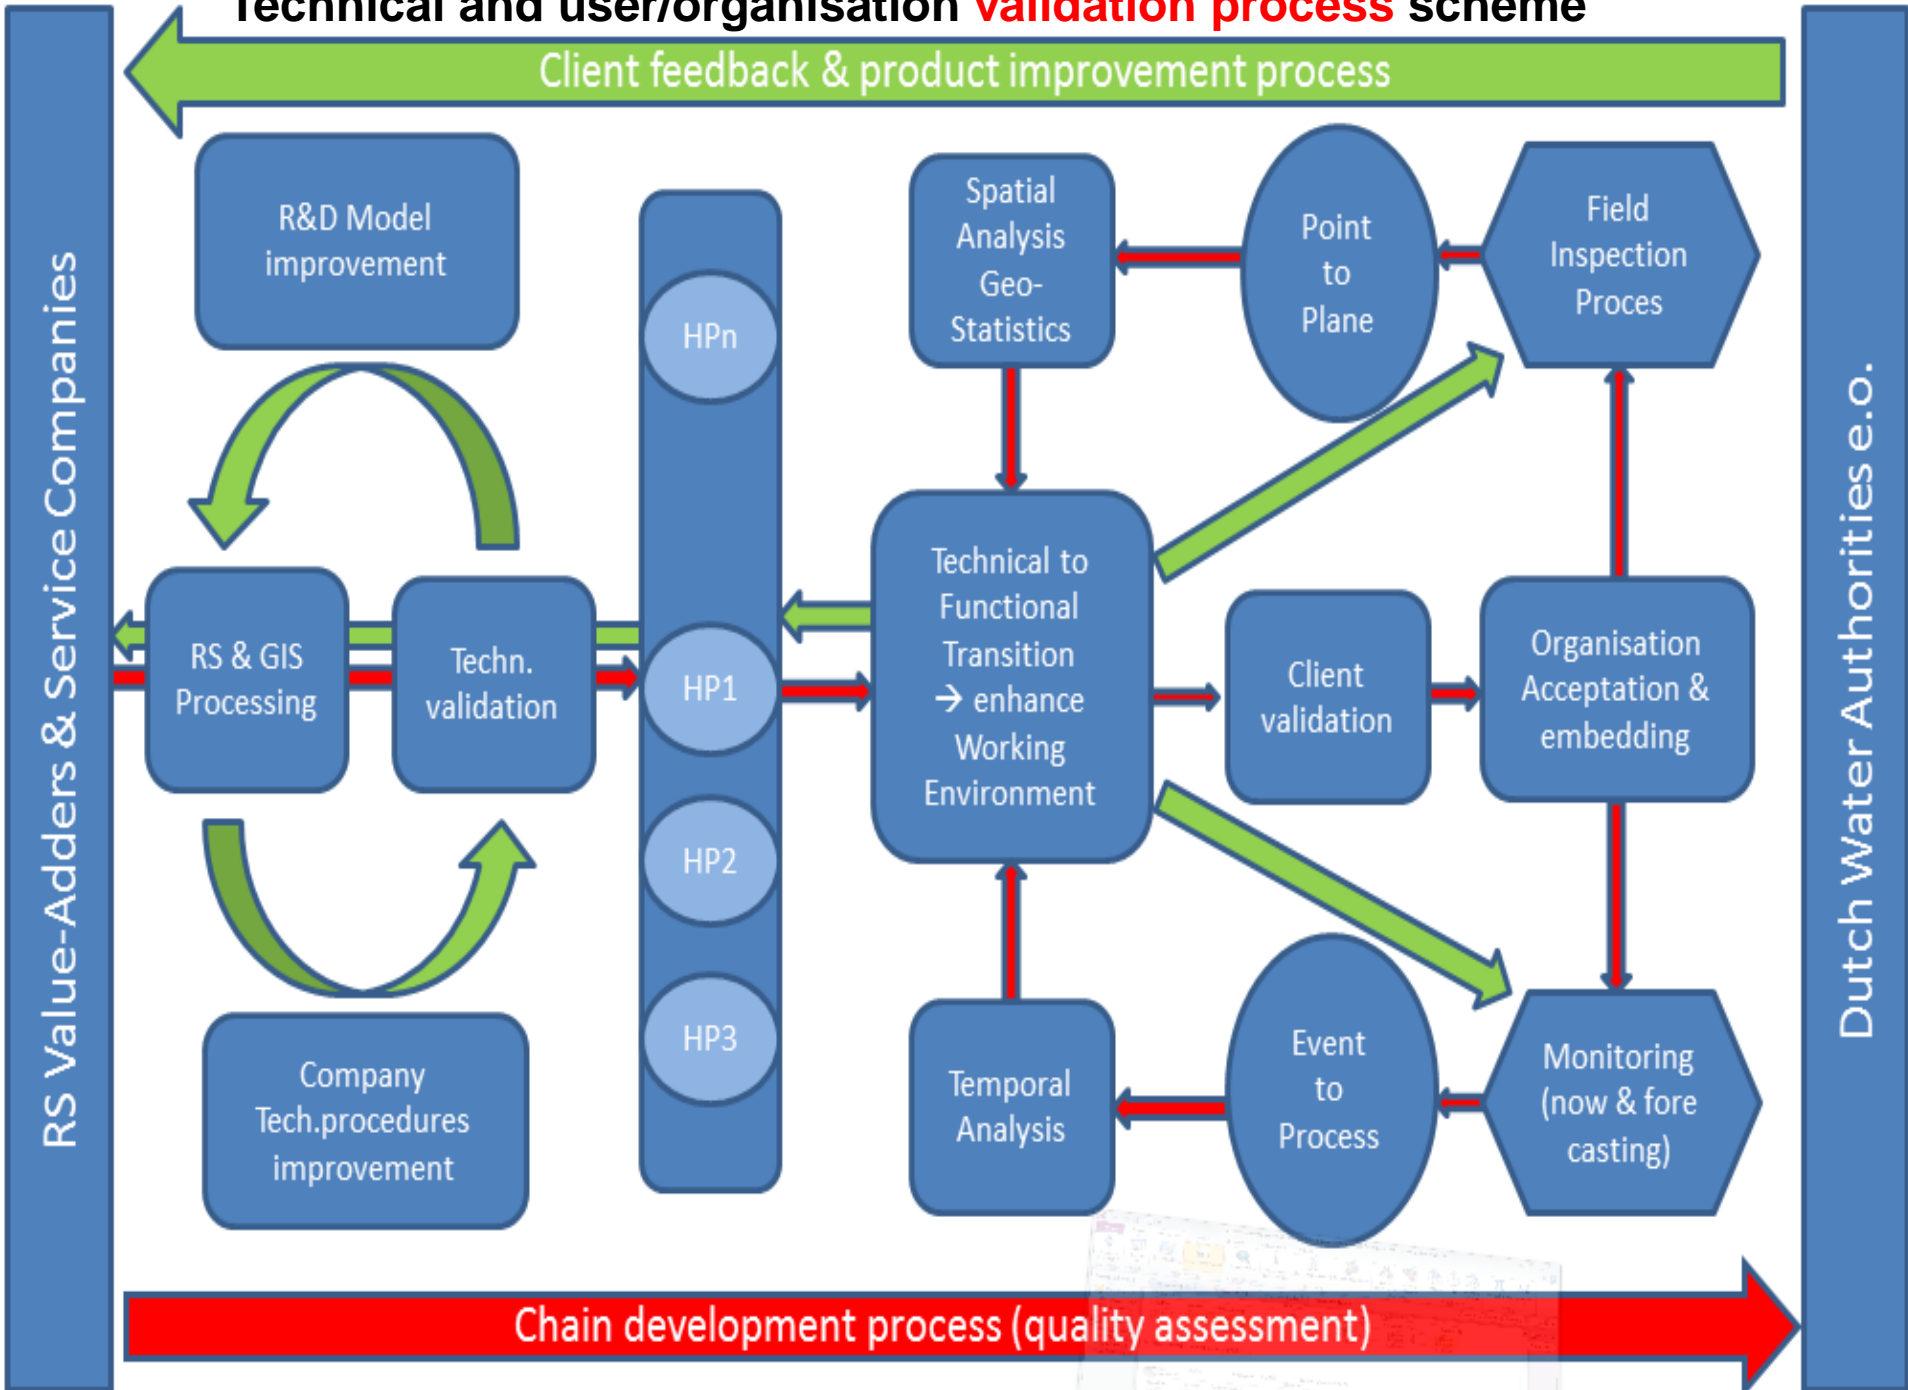 Technical and user/organisation validation process scheme
Client feedback & product improvement process
RS Value-Adders & Service Companies
R&D Model
improvement
RS & GIS
Processing
Techn.
validation
Company
Tech.procedures
improvement
HPn
HP1
HP2
HP3
Spatial
Analysis
Geo-
Statistics
Point
to
Plane
Field
Inspection
Proces
Technical to
Functional
Transition
→ enhance
Working
Environment
Client
validation
Organisation
Acceptation &
embedding
Temporal
Analysis
Event
to
Process
Monitoring
(now & fore
casting)
Dutch Water Authorities e.o.
Chain development process (quality assessment)